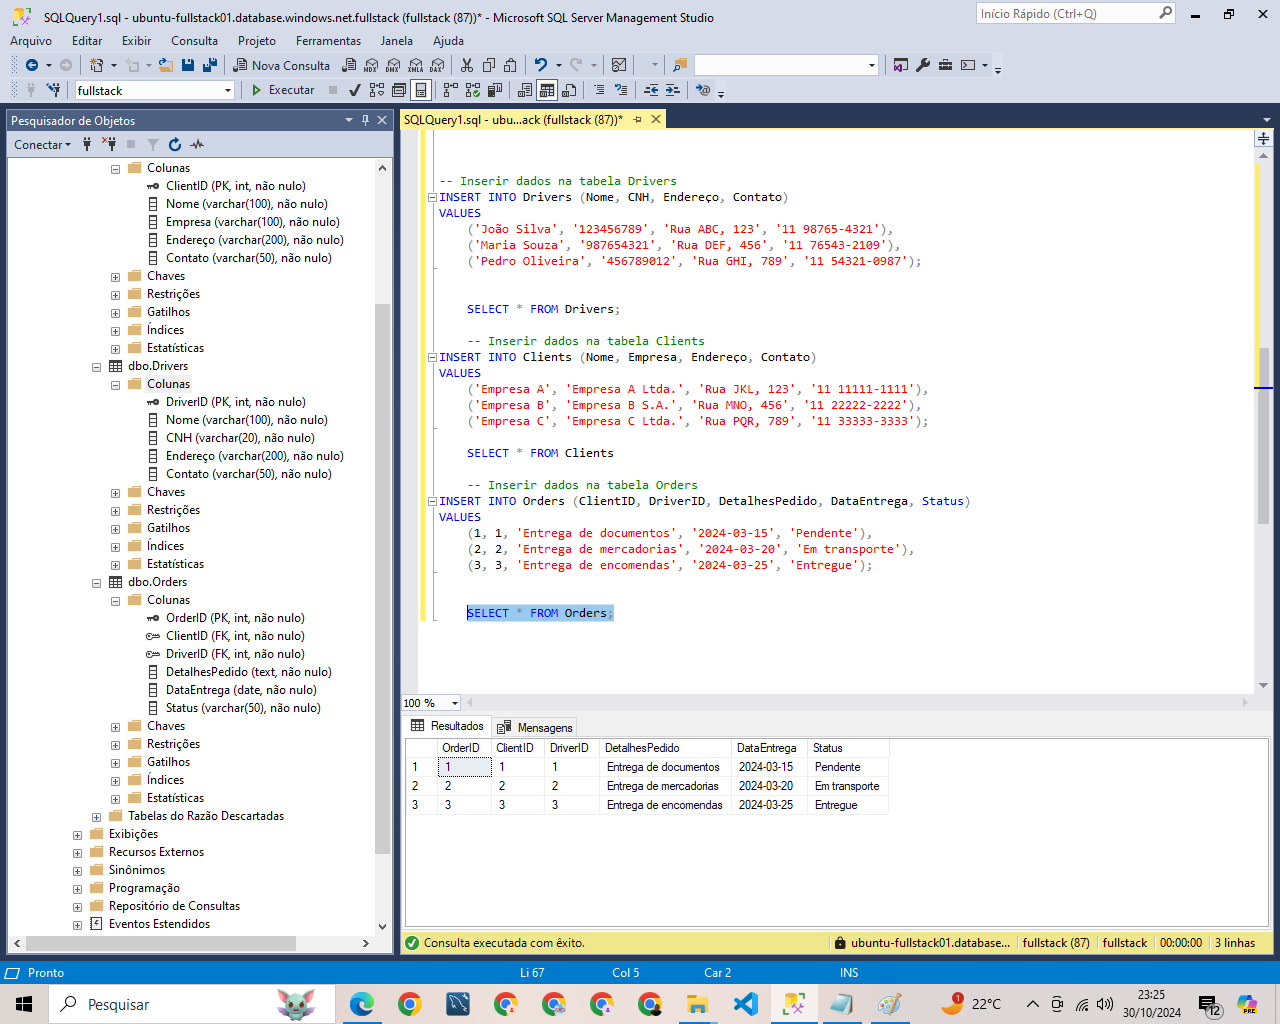 SQLQuery1.sql - ubuntu-fullstack01.database.windows.net.fullstack (fullstack (87))* - Microsoft SQL Server Management Studio
Início Rápido (Ctrl+Q)
Arquivo Editar Exibir Consulta Projeto Ferramentas Janela Ajuda
Nova Consulta MDX DMX XMLA DAX
fullstack Executar
Pesquisador de Objetos
Conectar
Colunas
ClientID (PK, int, não nulo)
Nome (varchar(100), não nulo)
Empresa (varchar(100), não nulo)
Endereço (varchar(200), não nulo)
Contato (varchar(50), não nulo)
Chaves
Restrições
Gatilhos
Índices
Estatísticas
dbo.Drivers
Colunas
DriverID (PK, int, não nulo)
Nome (varchar(100), não nulo)
CNH (varchar(20), não nulo)
Endereço (varchar(200), não nulo)
Contato (varchar(50), não nulo)
Chaves
Restrições
Gatilhos
Índices
Estatísticas
dbo.Orders
Colunas
OrderID (PK, int, não nulo)
ClientID (FK, int, não nulo)
DriverID (FK, int, não nulo)
DetalhesPedido (text, não nulo)
DataEntrega (date, não nulo)
Status (varchar(50), não nulo)
Chaves
Restrições
Gatilhos
Índices
Estatísticas
Tabelas do Razão Descartadas
Exibições
Recursos Externos
Sinônimos
Programação
Repositório de Consultas
Eventos Estendidos
SQLQuery1.sql - ubu...ack (fullstack (87))*
-- Inserir dados na tabela Drivers
INSERT INTO Drivers (Nome, CNH, Endereço, Contato)
VALUES
('João Silva', '123456789', 'Rua ABC, 123', '11 98765-4321'),
('Maria Souza', '987654321', 'Rua DEF, 456', '11 76543-2109'),
('Pedro Oliveira', '456789012', 'Rua GHI, 789', '11 54321-0987');
SELECT * FROM Drivers;
-- Inserir dados na tabela Clients
INSERT INTO Clients (Nome, Empresa, Endereço, Contato)
VALUES
('Empresa A', 'Empresa A Ltda.', 'Rua JKL, 123', '11 11111-1111'),
('Empresa B', 'Empresa B S.A.', 'Rua MNO, 456', '11 22222-2222'),
('Empresa C', 'Empresa C Ltda.', 'Rua PQR, 789', '11 33333-3333');
SELECT * FROM Clients
-- Inserir dados na tabela Orders
INSERT INTO Orders (ClientID, DriverID, DetalhesPedido, DataEntrega, Status)
VALUES
(1, 1, 'Entrega de documentos', '2024-03-15', 'Pendente'),
(2, 2, 'Entrega de mercadorias', '2024-03-20', 'Em transporte'),
(3, 3, 'Entrega de encomendas', '2024-03-25', 'Entregue');
SELECT * FROM Orders;
100 %
Resultados Mensagens
OrderID ClientID DriverID DetalhesPedido DataEntrega Status
1 1 1 1 Entrega de documentos 2024-03-15 Pendente
2 2 2 2 Entrega de mercadorias 2024-03-20 Em transporte
3 3 3 3 Entrega de encomendas 2024-03-25 Entregue
Consulta executada com êxito. ubuntu-fullstack01.database... fullstack (87) fullstack 00:00:00 3 linhas
Pronto Li 67 Col 5 Car 2 INS
Pesquisar 1 22°C 23:25 30/10/2024 12 PRE